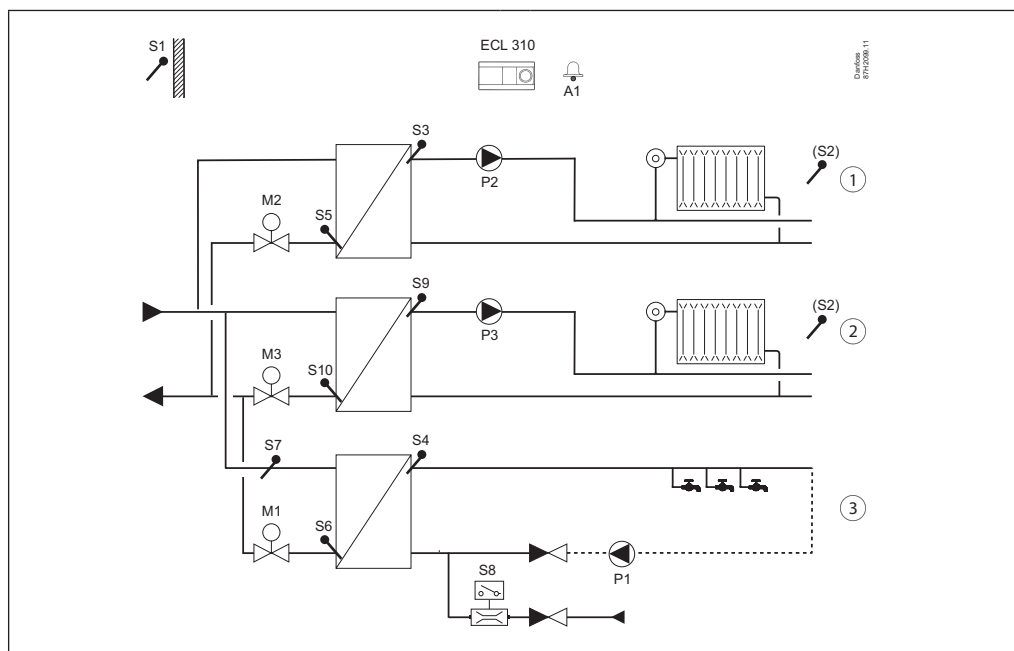 S1
ECL 310
A1
Danfoss
87H2099.11
S3
P2
(S2)
1
M2
S5
S9
P3
(S2)
2
M3
S10
S7
S4
3
M1
S6
P1
S8